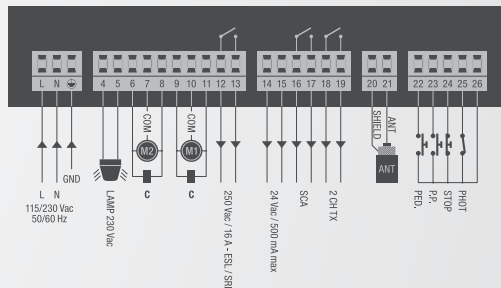 L N
4 5 6 7 8 9 10 11 12 13
14 15 16 17 18 19
20 21
22 23 24 25 26
L N GND
115/230 Vac
50/60 Hz
LAMP 230 Vac
COM
M2
C
COM
M1
C
250 Vac / 16 A - ESL / SRI
24 Vac / 500 mA max
SCA
2 CH TX
SHIELD
ANT
ANT
PED.
P.P.
STOP
PHOT